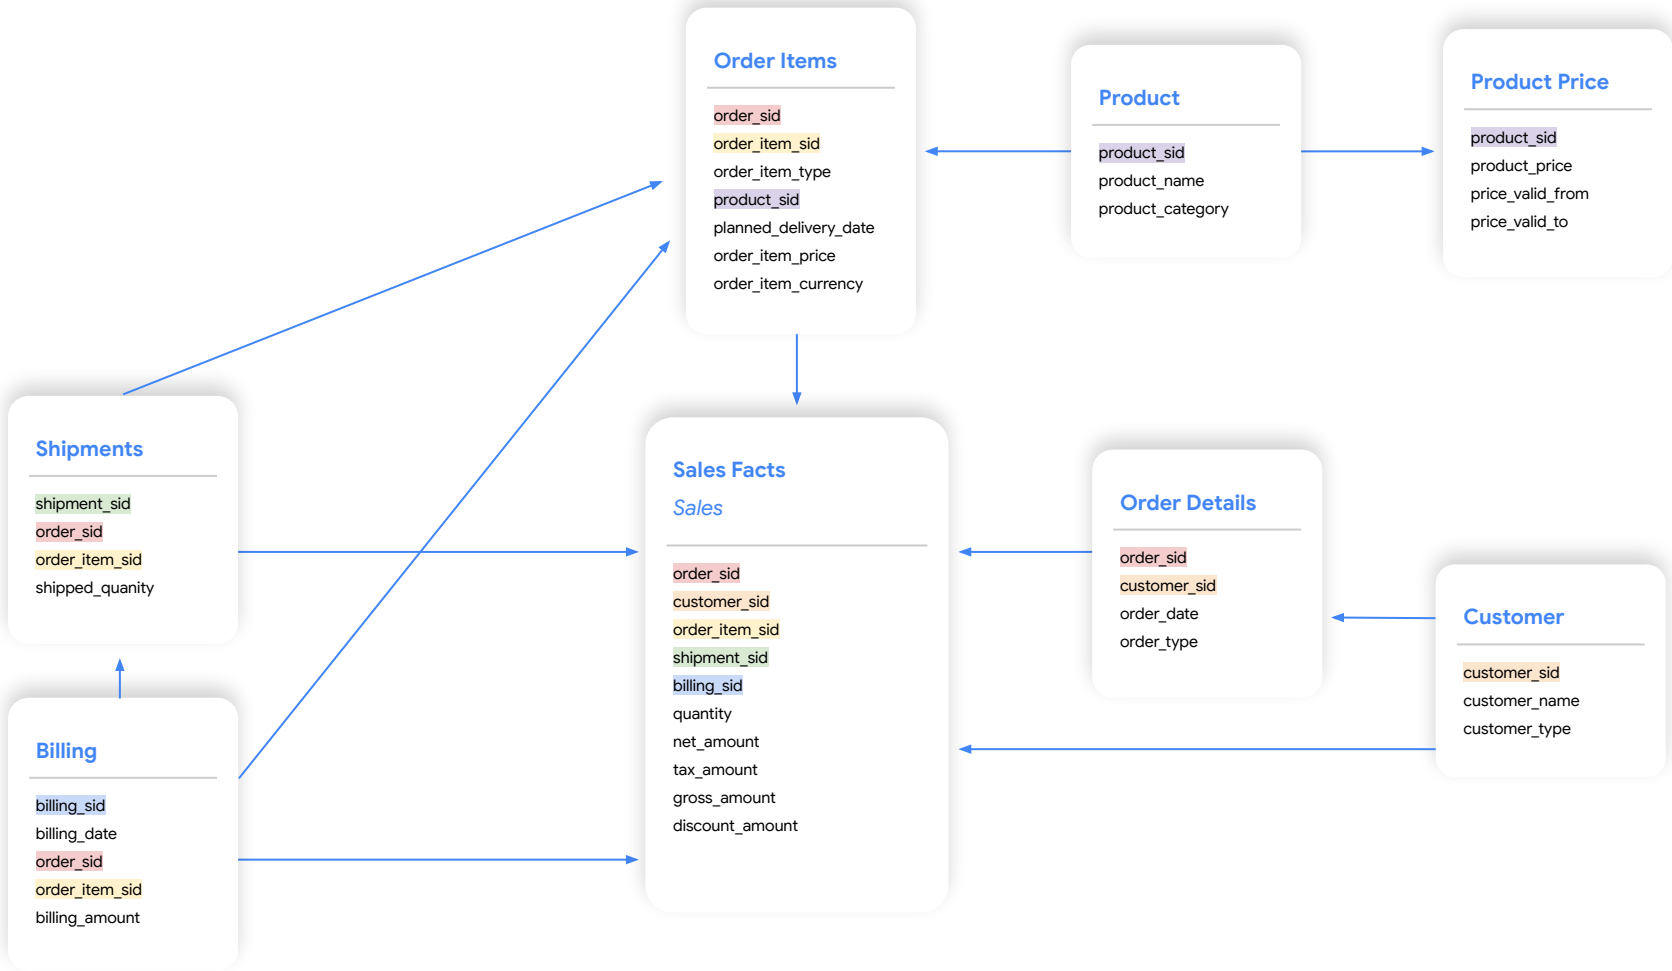 Order Items
order_sid
order_item_sid
order_item_type
product_sid
planned_delivery_date
order_item_price
order_item_currency
Product
product_sid
product_name
product_category
Product Price
product_sid
product_price
price_valid_from
price_valid_to
Shipments
shipment_sid
order_sid
order_item_sid
shipped_quanity
Sales Facts
Sales
order_sid
customer_sid
order_item_sid
shipment_sid
billing_sid
quantity
net_amount
tax_amount
gross_amount
discount_amount
Order Details
order_sid
customer_sid
order_date
order_type
Customer
customer_sid
customer_name
customer_type
Billing
billing_sid
billing_date
order_sid
order_item_sid
billing_amount